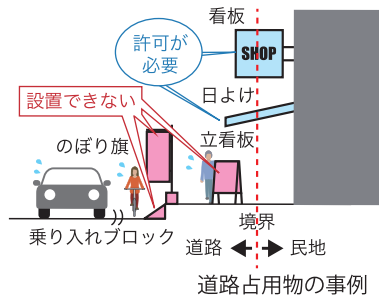 看板
許可が
必要
SHOP
設置できない
日よけ
のぼり旗
立看板
境界
乗り入れブロック
道路
民地
道路占用物の事例